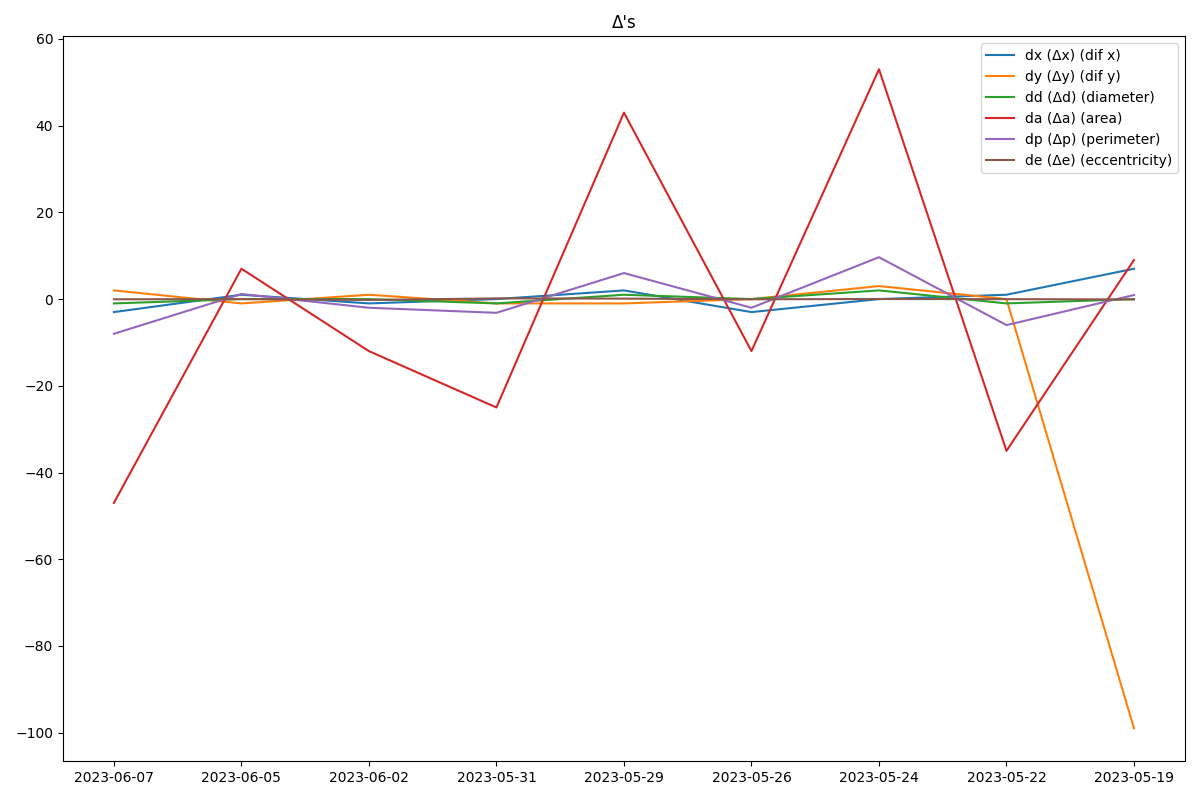 Δ's
60
40
20
0
−20
−40
−60
−80
−100
dx (Δx) (dif x)
dy (Δy) (dif y)
dd (Δd) (diameter)
da (Δa) (area)
dp (Δp) (perimeter)
de (Δe) (eccentricity)
2023-06-07 2023-06-05 2023-06-02 2023-05-31 2023-05-29 2023-05-26 2023-05-24 2023-05-22 2023-05-19